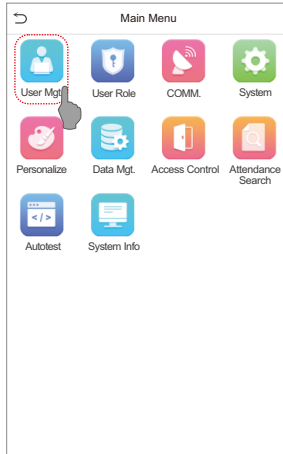 Main Menu
User Mgt.
User Role
COMM.
System
Personalize
Data Mgt.
Access Control
Attendance
Search
</>
Autotest
System Info